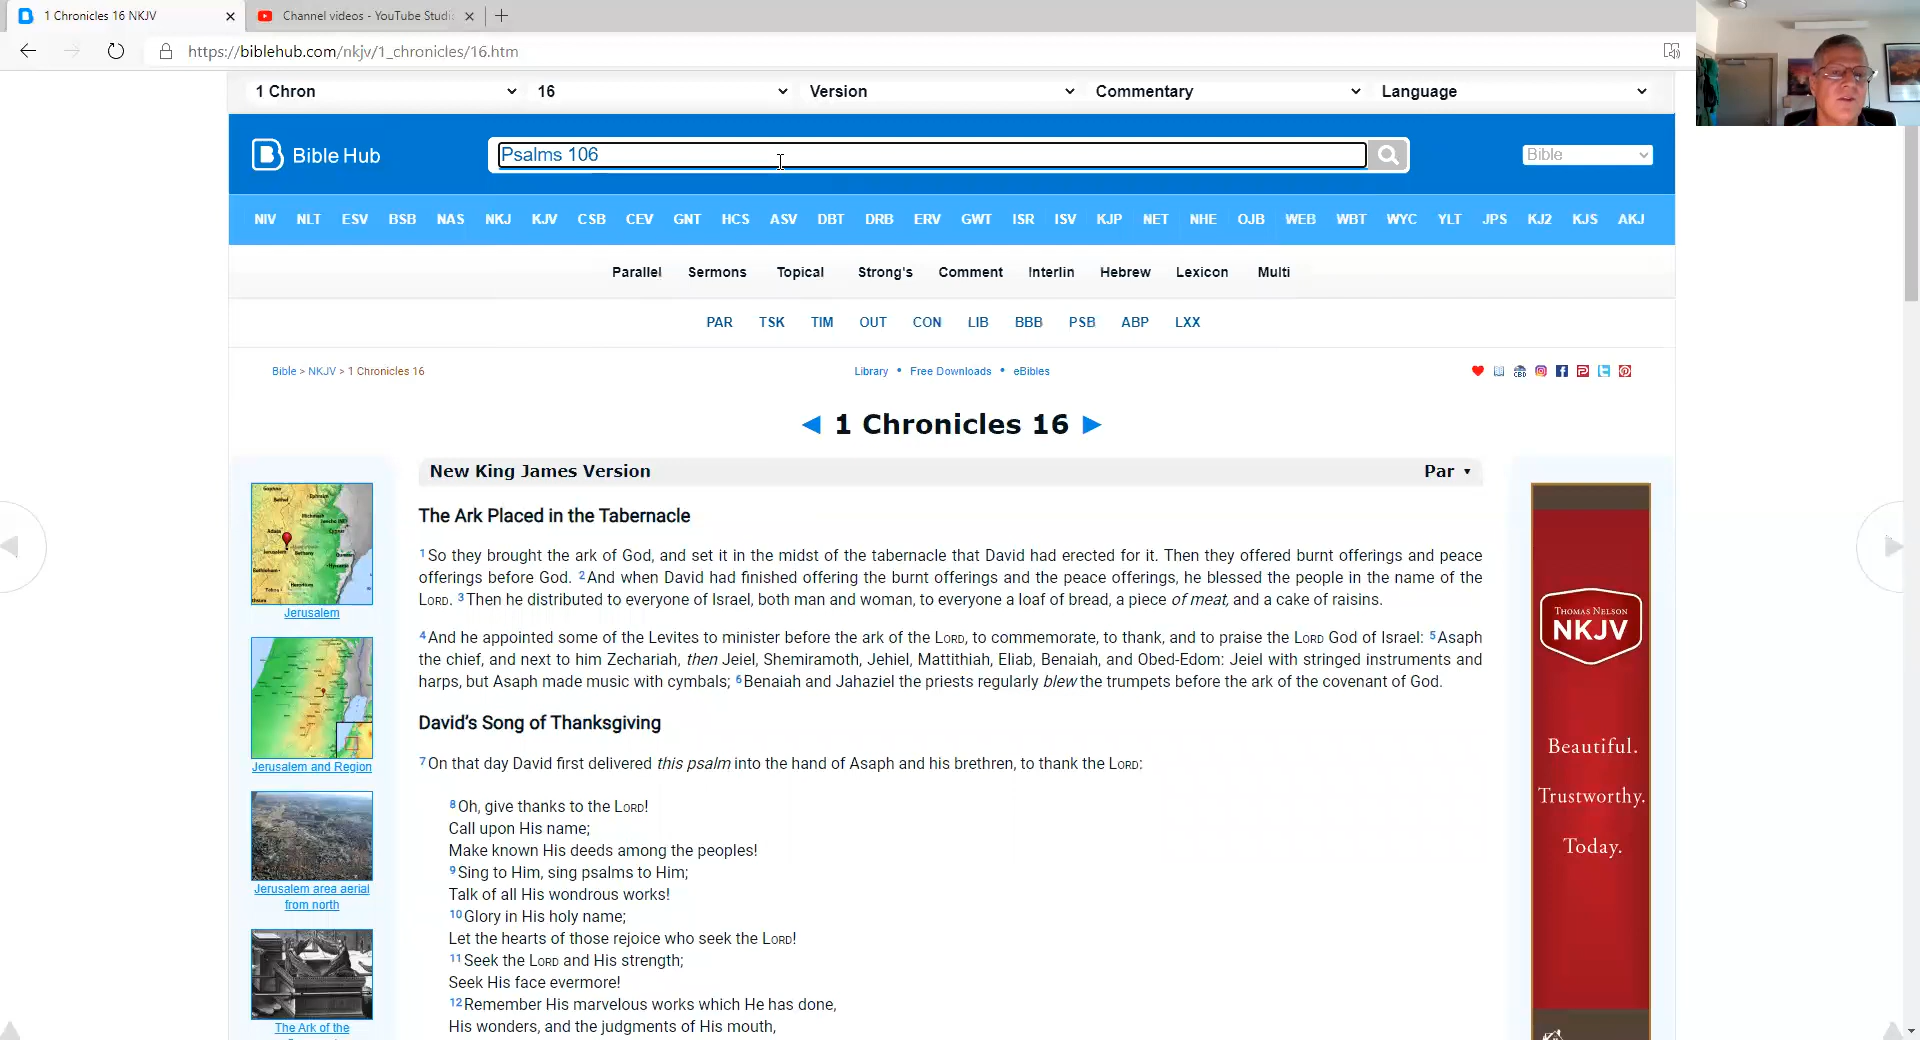 1 Chronicles 16 NKJV
Channel videos - YouTube Studi
https://biblehub.com/nkjv/1_chronicles/16.htm
1 Chron 16 Version Commentary Language
Bible Hub
Psalms 106
Bible
NIV NLT ESV BSB NAS NKJ KJV CSB CEV GNT HCS ASV DBT DRB ERV GWT ISR ISV KJP NET NHE OJB WEB WBT WYC YLT JPS KJ2 KJS AKJ
Parallel Sermons Topical Strong's Comment Interlin Hebrew Lexicon Multi
PAR TSK TIM OUT CON LIB BBB PSB ABP LXX
Bible > NKJV > 1 Chronicles 16
Library • Free Downloads • eBibles
◄ 1 Chronicles 16 ►
New King James Version Par ▼
The Ark Placed in the Tabernacle
1 So they brought the ark of God, and set it in the midst of the tabernacle that David had erected for it. Then they offered burnt offerings and peace
offerings before God. 2 And when David had finished offering the burnt offerings and the peace offerings, he blessed the people in the name of the
LORD. 3 Then he distributed to everyone of Israel, both man and woman, to everyone a loaf of bread, a piece of meat, and a cake of raisins.
4 And he appointed some of the Levites to minister before the ark of the LORD, to commemorate, to thank, and to praise the LORD God of Israel: 5 Asaph
the chief, and next to him Zechariah, then Jeiel, Shemiramoth, Jehiel, Mattithiah, Eliab, Benaiah, and Obed-Edom: Jeiel with stringed instruments and
harps, but Asaph made music with cymbals; 6 Benaiah and Jahaziel the priests regularly blew the trumpets before the ark of the covenant of God.
David's Song of Thanksgiving
7 On that day David first delivered this psalm into the hand of Asaph and his brethren, to thank the LORD:
8 Oh, give thanks to the LORD!
Call upon His name;
Make known His deeds among the peoples!
9 Sing to Him, sing psalms to Him;
Talk of all His wondrous works!
10 Glory in His holy name;
Let the hearts of those rejoice who seek the LORD!
11 Seek the LORD and His strength;
Seek His face evermore!
12 Remember His marvelous works which He has done,
His wonders, and the judgments of His mouth,
Jerusalem
Jerusalem and Region
Jerusalem area aerial
from north
The Ark of the
THOMAS NELSON
NKJV
Beautiful.
Trustworthy.
Today.